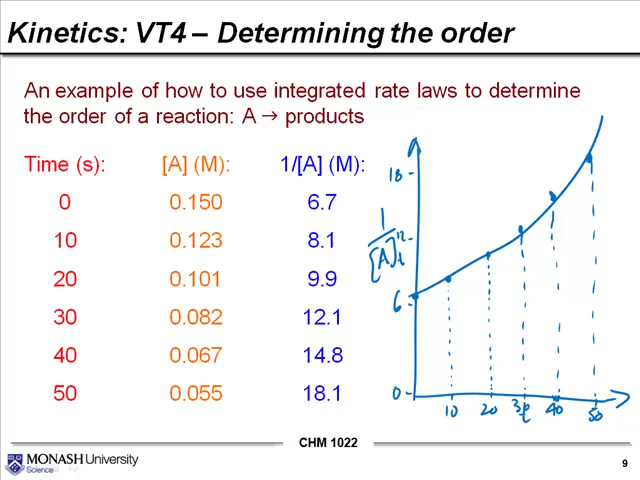 Kinetics: VT4 – Determining the order
An example of how to use integrated rate laws to determine
the order of a reaction: A → products
Time (s): [A] (M): 1/[A] (M):
0 0.150 6.7
10 0.123 8.1
20 0.101 9.9
30 0.082 12.1
40 0.067 14.8
50 0.055 18.1
18
12
1
[A]t
6
0
10 20 30 40 50
t
CHM 1022
MONASH University
Science
9